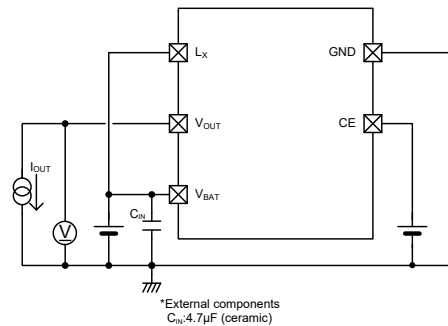 LX
GND
VOUT
CE
IOUT
VBAT
CIN
V
*External components
CIN:4.7μF (ceramic)